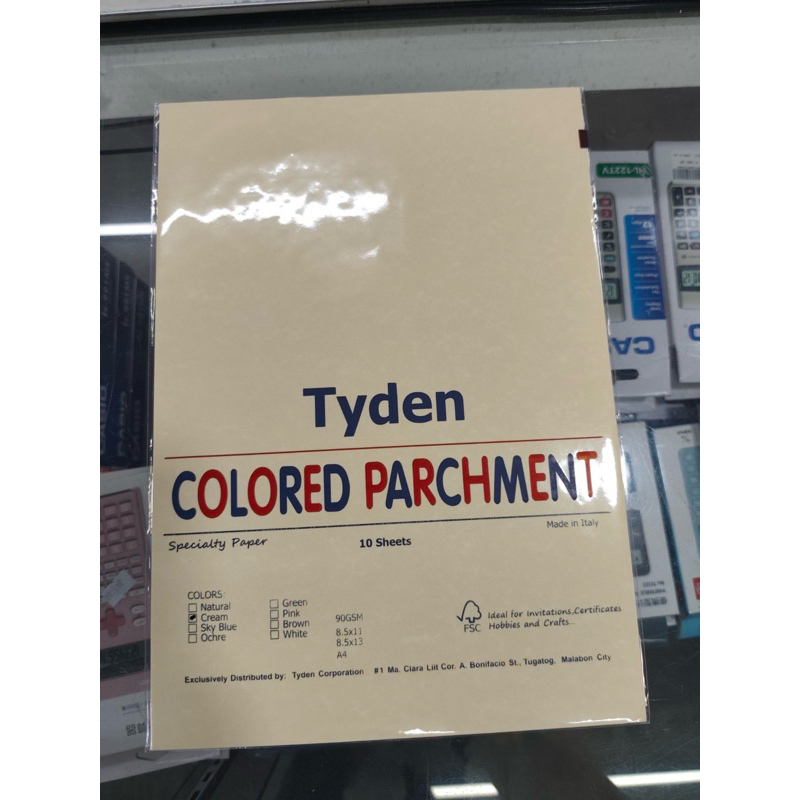 Tyden
COLORED PARCHMENT
Made in Italy
Specialty Paper
10 Sheets
COLORS:
Natural
Cream
Sky Blue
Ochre
Green
Pink
Brown
White
90GSM
8.5x11
8.5x13
A4
FSC
Ideal for Invitations,Certificates
Hobbies and Crafts...
Exclusively Distributed by: Tyden Corporation #1 Ma. Clara Liit Cor. A. Bonifacio St., Tugatog, Malabon City
CASIO